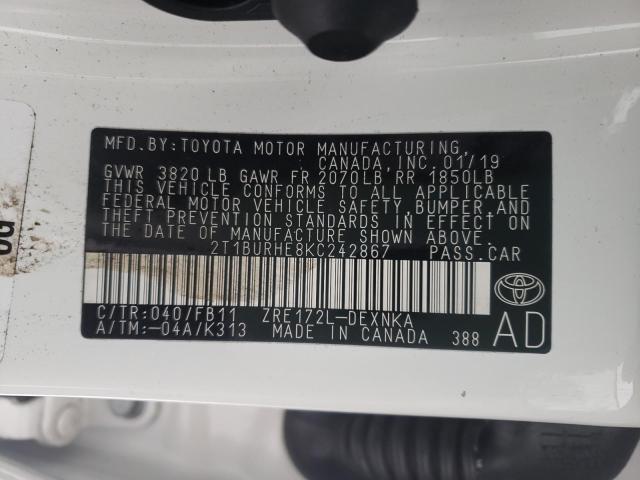 MFD. BY: TOYOTA MOTOR MANUFACTURING,
CANADA, INC. 01/19
GVWR 3820 LB GAWR FR 2070LB, RR 1850LB
THIS VEHICLE CONFORMS TO ALL APPLICABLE
FEDERAL MOTOR VEHICLE SAFETY, BUMPER, AND
THEFT PREVENTION STANDARDS IN EFFECT ON
THE DATE OF MANUFACTURE SHOWN ABOVE.
2T1BURHE8KC242867 PASS. CAR
C/TR: 040/FB11 ZRE172L-DEXNKA
A/TM: -04A/K313 MADE IN CANADA 388
AD